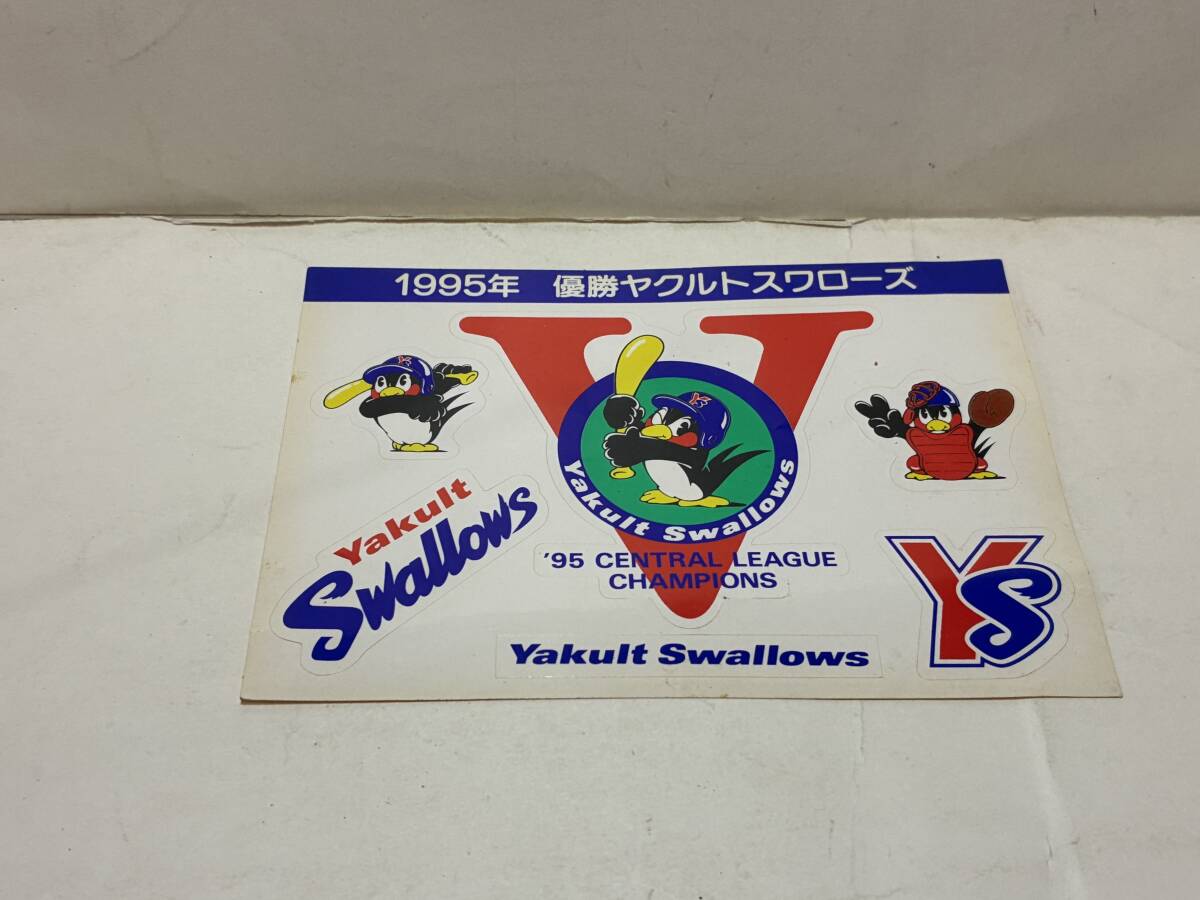 1995年 優勝ヤクルトスワローズ
V
YS
YS
Yakult Swallows
Yakult
Swallows
'95 CENTRAL LEAGUE
CHAMPIONS
YS
Yakult Swallows